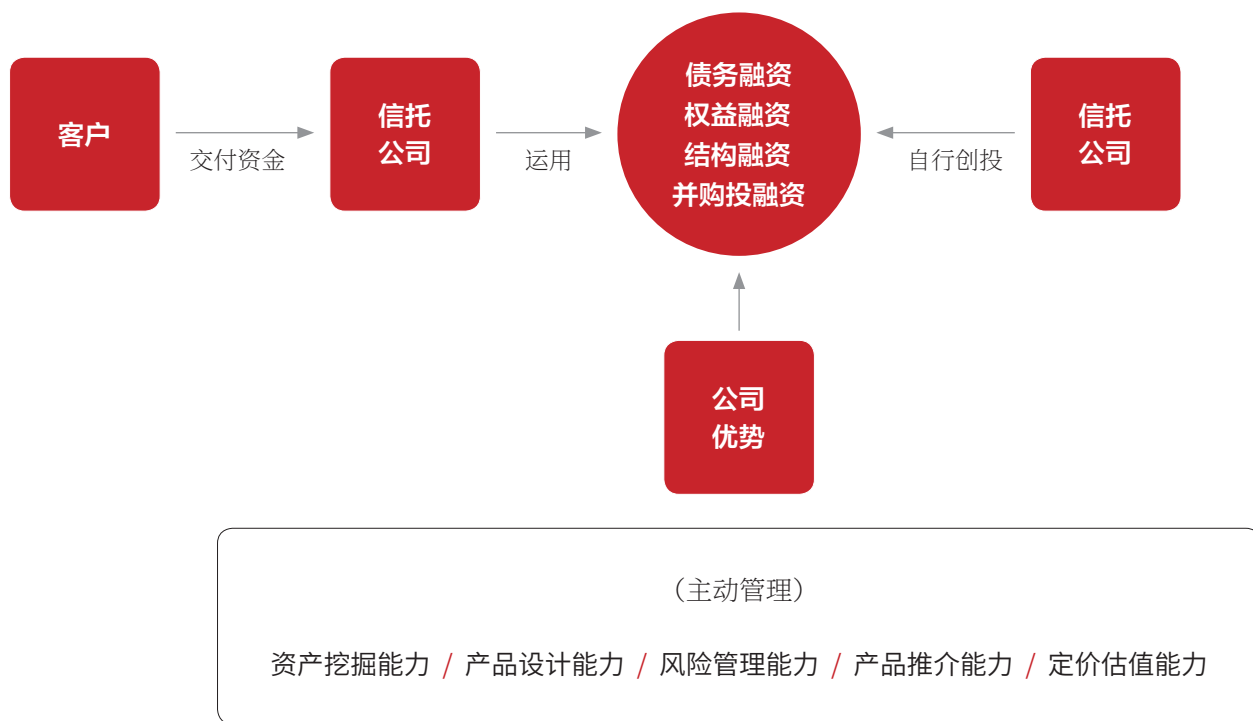 客户
交付资金
信托
公司
运用
债务融资
权益融资
结构融资
并购投融资
自行创投
信托
公司
公司
优势
（主动管理）
资产挖掘能力 / 产品设计能力 / 风险管理能力 / 产品推介能力 / 定价估值能力